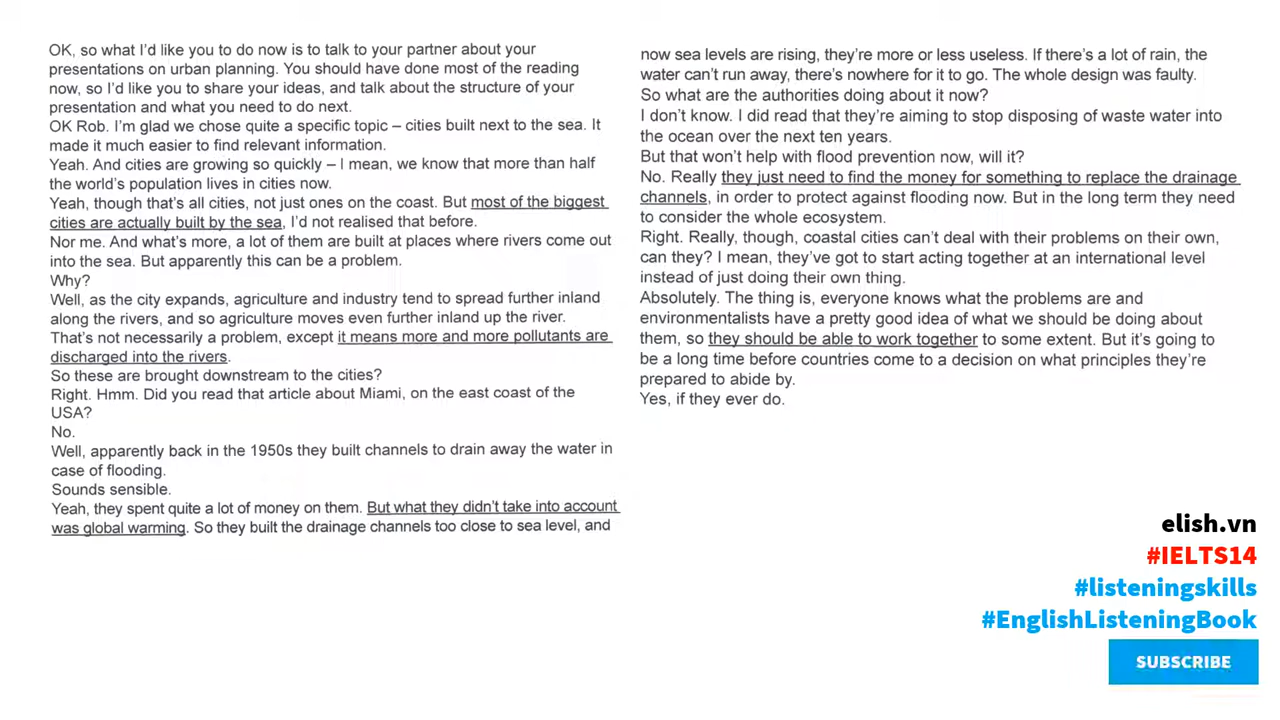 OK, so what I'd like you to do now is to talk to your partner about your
presentations on urban planning. You should have done most of the reading
now, so I'd like you to share your ideas, and talk about the structure of your
presentation and what you need to do next.
OK Rob. I'm glad we chose quite a specific topic – cities built next to the sea. It
made it much easier to find relevant information.
Yeah. And cities are growing so quickly – I mean, we know that more than half
the world's population lives in cities now.
Yeah, though that's all cities, not just ones on the coast. But most of the biggest
cities are actually built by the sea, I'd not realised that before.
Nor me. And what's more, a lot of them are built at places where rivers come out
into the sea. But apparently this can be a problem.
Why?
Well, as the city expands, agriculture and industry tend to spread further inland
along the rivers, and so agriculture moves even further inland up the river.
That's not necessarily a problem, except it means more and more pollutants are
discharged into the rivers.
So these are brought downstream to the cities?
Right. Hmm. Did you read that article about Miami, on the east coast of the
USA?
No.
Well, apparently back in the 1950s they built channels to drain away the water in
case of flooding.
Sounds sensible.
Yeah, they spent quite a lot of money on them. But what they didn't take into account
was global warming. So they built the drainage channels too close to sea level, and
now sea levels are rising, they're more or less useless. If there's a lot of rain, the
water can't run away, there's nowhere for it to go. The whole design was faulty.
So what are the authorities doing about it now?
I don't know. I did read that they're aiming to stop disposing of waste water into
the ocean over the next ten years.
But that won't help with flood prevention now, will it?
No. Really they just need to find the money for something to replace the drainage
channels, in order to protect against flooding now. But in the long term they need
to consider the whole ecosystem.
Right. Really, though, coastal cities can't deal with their problems on their own,
can they? I mean, they've got to start acting together at an international level
instead of just doing their own thing.
Absolutely. The thing is, everyone knows what the problems are and
environmentalists have a pretty good idea of what we should be doing about
them, so they should be able to work together to some extent. But it's going to
be a long time before countries come to a decision on what principles they're
prepared to abide by.
Yes, if they ever do.
elish.vn
#IELTS14
#listeningskills
#EnglishListeningBook
SUBSCRIBE